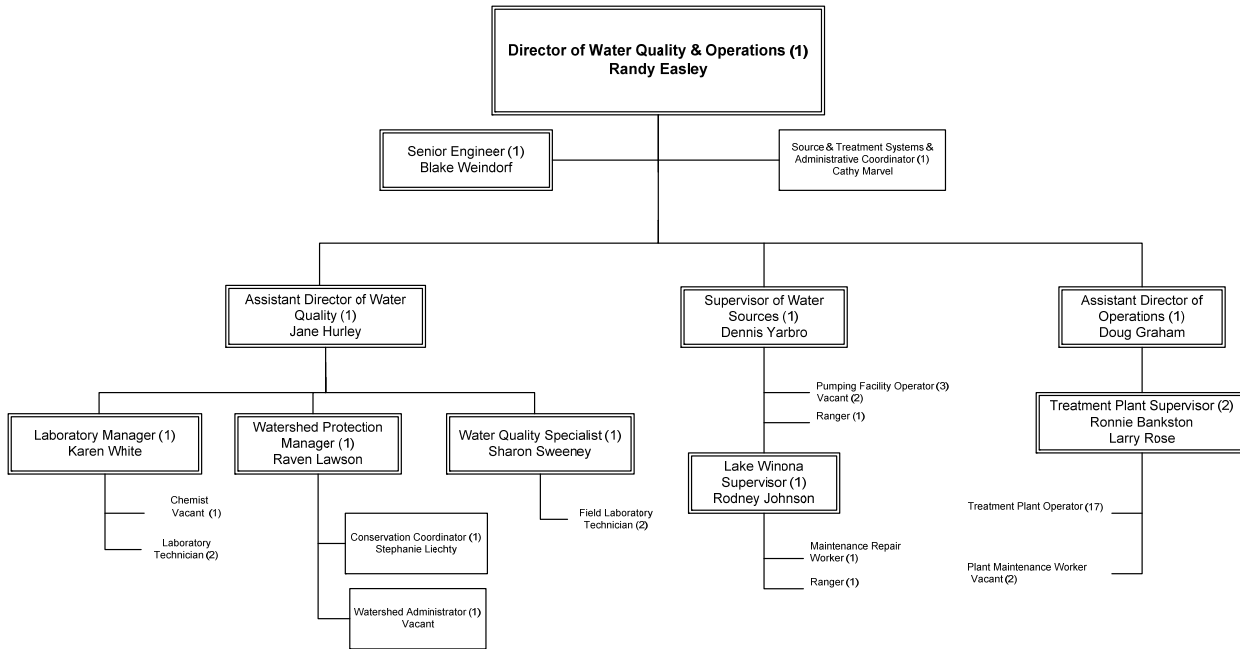 Director of Water Quality & Operations (1)
Randy Easley
Senior Engineer (1)
Blake Weindorf
Source & Treatment Systems &
Administrative Coordinator (1)
Cathy Marvel
Assistant Director of Water
Quality (1)
Jane Hurley
Supervisor of Water
Sources (1)
Dennis Yarbro
Assistant Director of
Operations (1)
Doug Graham
Laboratory Manager (1)
Karen White
Chemist
Vacant (1)
Laboratory
Technician (2)
Watershed Protection
Manager (1)
Raven Lawson
Conservation Coordinator (1)
Stephanie Liechty
Watershed Administrator (1)
Vacant
Water Quality Specialist (1)
Sharon Sweeney
Field Laboratory
Technician (2)
Pumping Facility Operator (3)
Vacant (2)
Ranger (1)
Lake Winona
Supervisor (1)
Rodney Johnson
Maintenance Repair
Worker (1)
Ranger (1)
Treatment Plant Supervisor (2)
Ronnie Bankston
Larry Rose
Treatment Plant Operator (17)
Plant Maintenance Worker
Vacant (2)